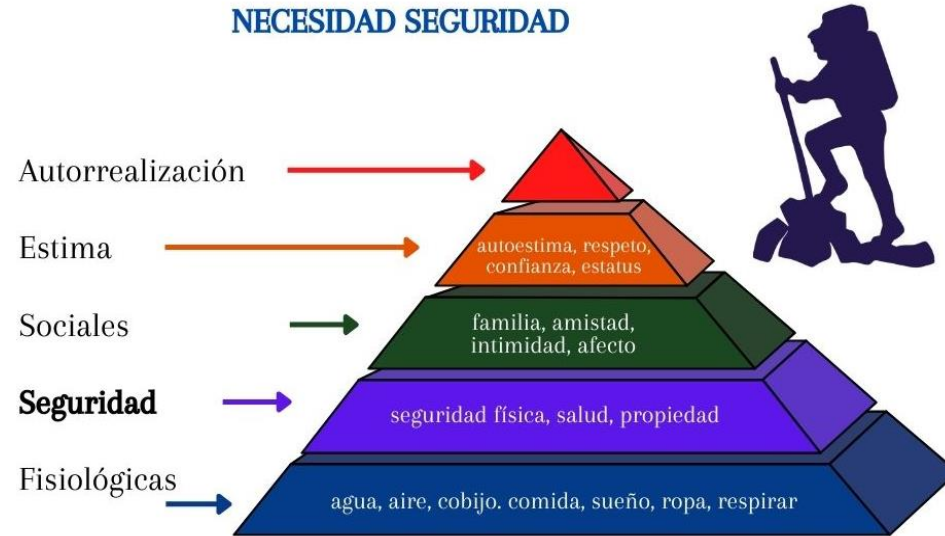 NECESIDAD SEGURIDAD
Autorrealización
Estima
autoestima, respeto,
confianza, estatus
Sociales
familia, amistad,
intimidad, afecto
Seguridad
seguridad física, salud, propiedad
Fisiológicas
agua, aire, cobijo. comida, sueño, ropa, respirar